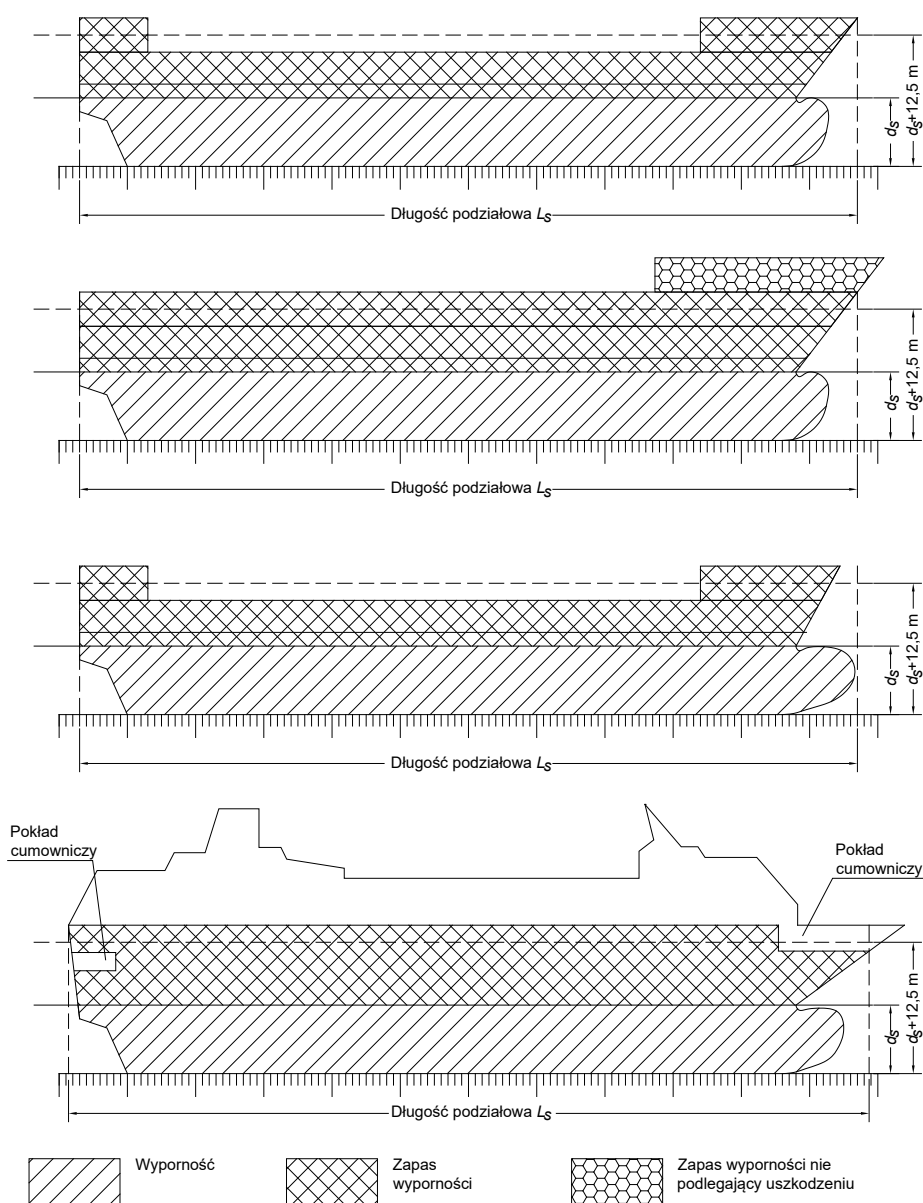 dₛ
dₛ+12,5 m
Długość podziałowa Lₛ
dₛ
dₛ+12,5 m
Długość podziałowa Lₛ
dₛ
dₛ+12,5 m
Długość podziałowa Lₛ
Pokład
cumowniczy
Pokład
cumowniczy
dₛ
dₛ+12,5 m
Długość podziałowa Lₛ
Wyporność
Zapas
wyporności
Zapas wyporności nie
podlegający uszkodzeniu